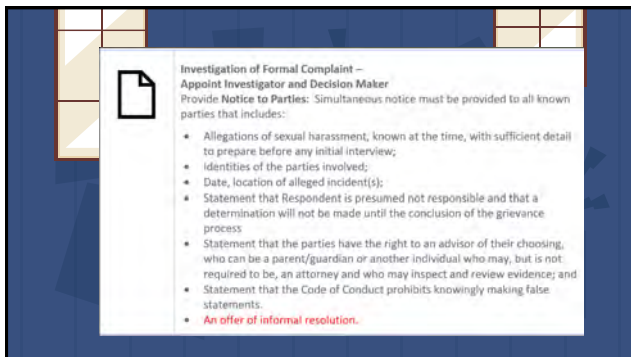 Investigation of Formal Complaint –
Appoint Investigator and Decision Maker
Provide Notice to Parties: Simultaneous notice must be provided to all known
parties that includes:
• Allegations of sexual harassment, known at the time, with sufficient detail
to prepare before any initial interview;
• Identities of the parties involved;
• Date, location of alleged incident(s);
• Statement that Respondent is presumed not responsible and that a
determination will not be made until the conclusion of the grievance
process
• Statement that the parties have the right to an advisor of their choosing,
who can be a parent/guardian or another individual who may, but is not
required to be, an attorney and who may inspect and review evidence; and
• Statement that the Code of Conduct prohibits knowingly making false
statements.
• An offer of informal resolution.